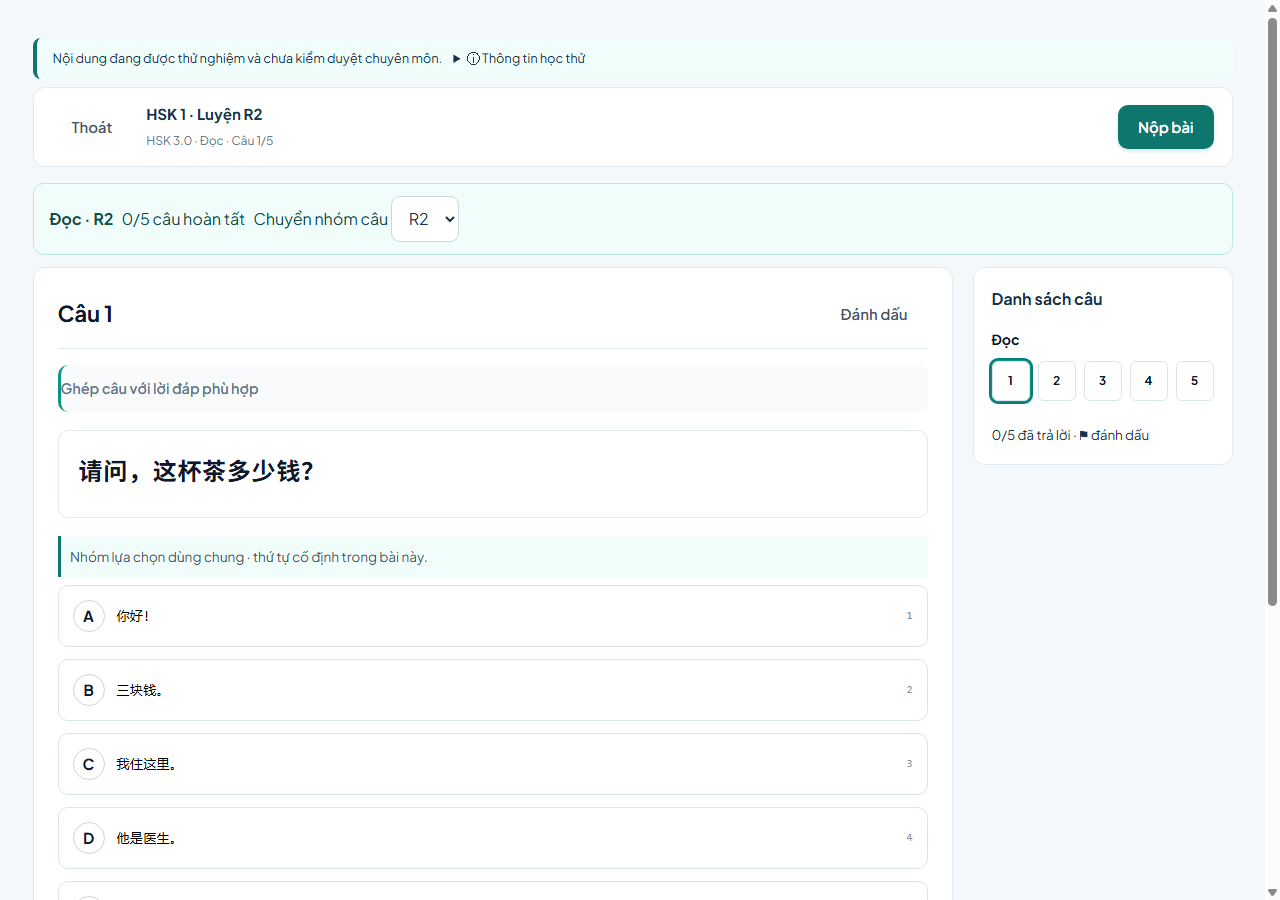 Nội dung đang được thử nghiệm và chưa kiểm duyệt chuyên môn. ▶ ⓘ Thông tin học thử
Thoát
HSK 1 · Luyện R2
HSK 3.0 · Đọc · Câu 1/5
Nộp bài
Đọc · R2 0/5 câu hoàn tất Chuyển nhóm câu R2
Câu 1
Đánh dấu
Ghép câu với lời đáp phù hợp
请问，这杯茶多少钱？
Nhóm lựa chọn dùng chung · thứ tự cố định trong bài này.
A 你好！ 1
B 三块钱。 2
C 我住这里。 3
D 他是医生。 4
Danh sách câu
Đọc
1 2 3 4 5
0/5 đã trả lời · ⚑ đánh dấu